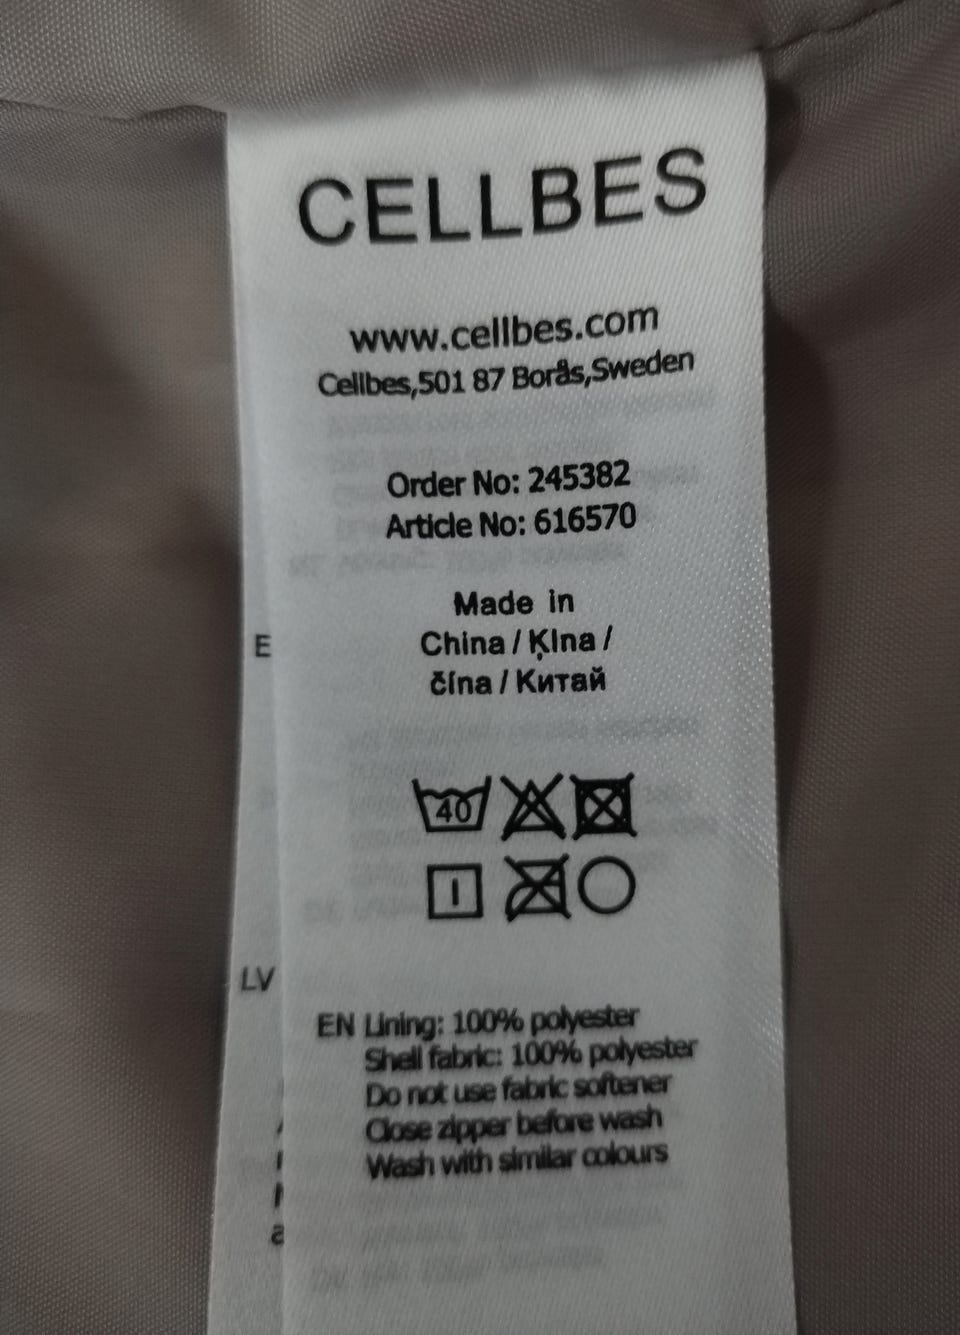 CELLBES
www.cellbes.com
Cellbes,501 87 Borås,Sweden
Order No: 245382
Article No: 616570
Made in
China / Ķīna /
čína / Китай
40
E
LV
EN Lining: 100% polyester
Shell fabric: 100% polyester
Do not use fabric softener
Close zipper before wash
Wash with similar colours
a